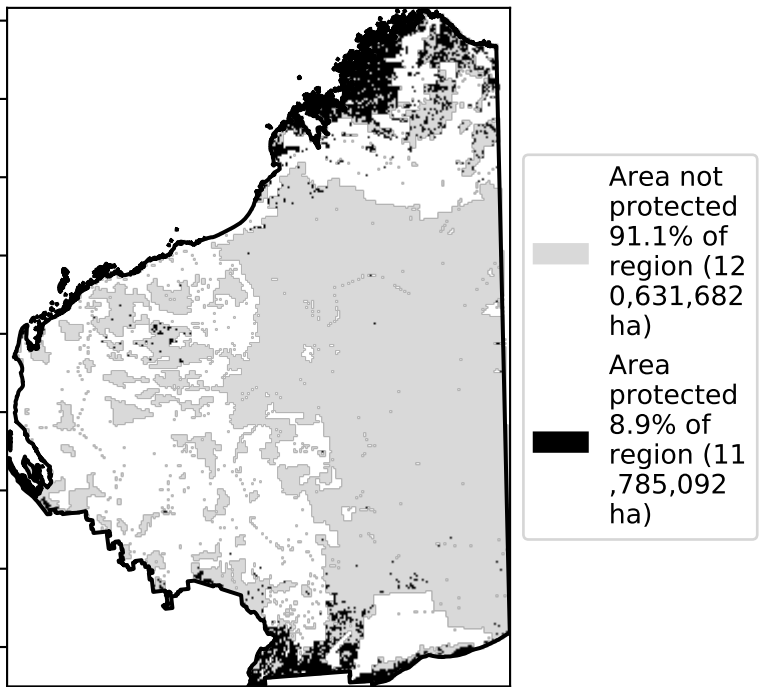 Area not
protected
91.1% of
region (12
0,631,682
ha)
Area
protected
8.9% of
region (11
,785,092
ha)